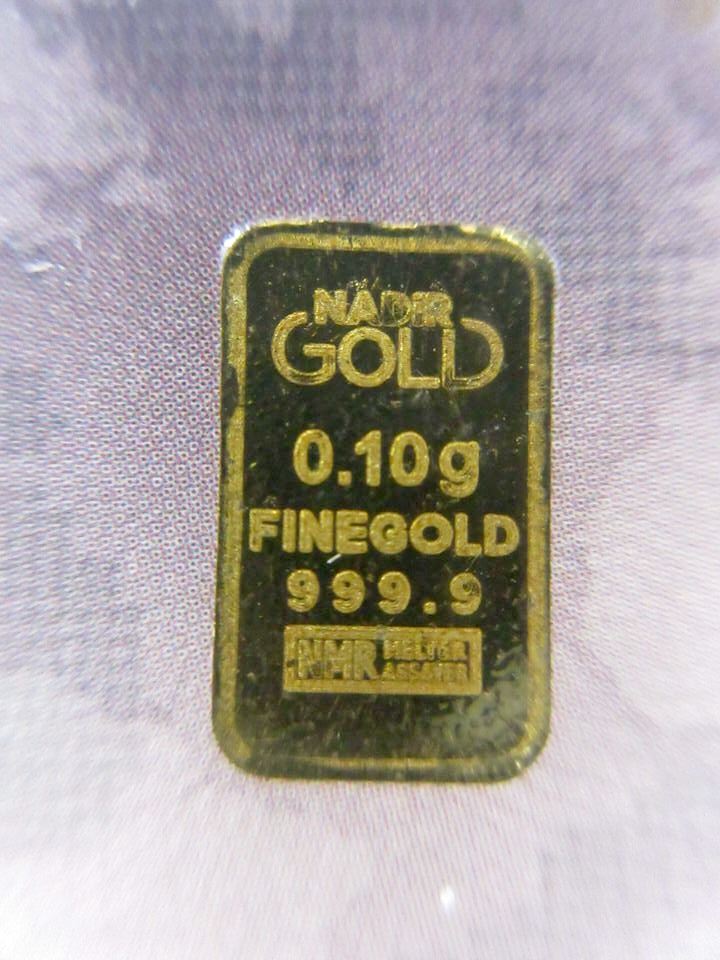 NADIR
GOLD
0.10g
FINEGOLD
999.9
NMR MELTER
ASSAYER